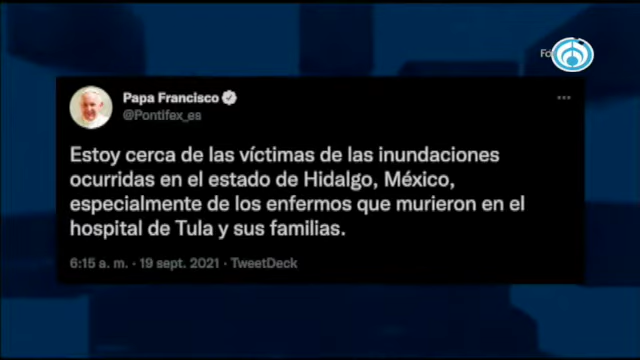 Papa Francisco
@Pontifex_es
Estoy cerca de las víctimas de las inundaciones
ocurridas en el estado de Hidalgo, México,
especialmente de los enfermos que murieron en el
hospital de Tula y sus familias.
6:15 a. m. · 19 sept. 2021 · TweetDeck